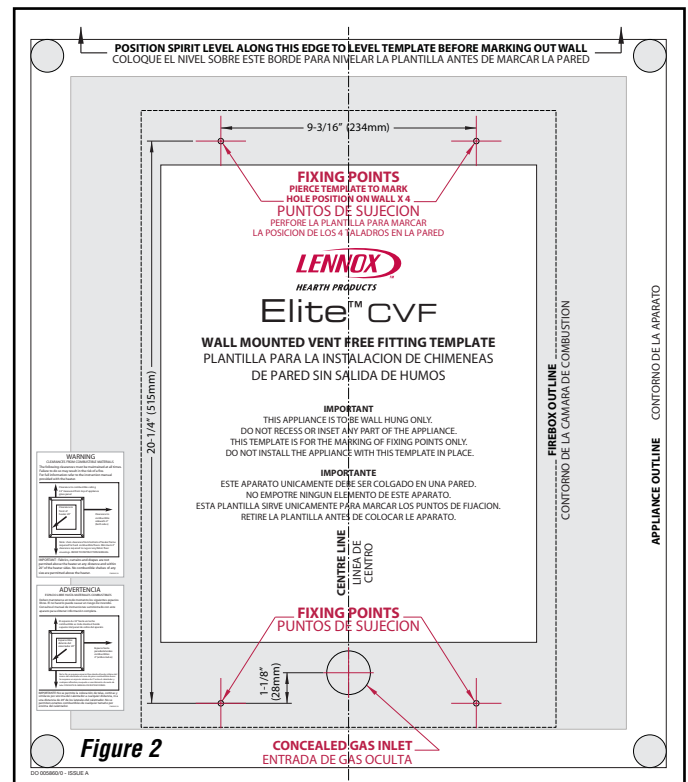 POSITION SPIRIT LEVEL ALONG THIS EDGE TO LEVEL TEMPLATE BEFORE MARKING OUT WALL
COLOQUE EL NIVEL SOBRE ESTE BORDE PARA NIVELAR LA PLANTILLA ANTES DE MARCAR LA PARED
9-3/16" (234mm)
FIXING POINTS
PIERCE TEMPLATE TO MARK
HOLE POSITION ON WALL X 4
PUNTOS DE SUJECION
PERFORE LA PLANTILLA PARA MARCAR
LA POSICION DE LOS 4 TALADROS EN LA PARED
LENNOX
HEARTH PRODUCTS
Elite™ CVF
WALL MOUNTED VENT FREE FITTING TEMPLATE
PLANTILLA PARA LA INSTALACION DE CHIMENEAS
DE PARED SIN SALIDA DE HUMOS
20-1/4" (515mm)
IMPORTANT
THIS APPLIANCE IS TO BE WALL HUNG ONLY.
DO NOT RECESS OR INSET ANY PART OF THE APPLIANCE.
THIS TEMPLATE IS FOR THE MARKING OF FIXING POINTS ONLY.
DO NOT INSTALL THE APPLIANCE WITH THIS TEMPLATE IN PLACE.
IMPORTANTE
ESTE APARATO UNICAMENTE DEBE SER COLGADO EN UNA PARED.
NO EMPOTRE NINGUN ELEMENTO DE ESTE APARATO.
ESTA PLANTILLA SIRVE UNICAMENTE PARA MARCAR LOS PUNTOS DE FIJACION.
RETIRE LA PLANTILLA ANTES DE COLOCAR LE APARATO.
FIREBOX OUTLINE
CONTORNO DE LA CAMARA DE COMBUSTION
APPLIANCE OUTLINE CONTORNO DE LA APARATO
CENTRE LINE
LINEA DE
CENTRO
WARNING
ADVERTENCIA
FIXING POINTS
PUNTOS DE SUJECION
1-1/8"
(28mm)
CONCEALED GAS INLET
ENTRADA DE GAS OCULTA
Figure 2
DO 005860/0 - ISSUE A